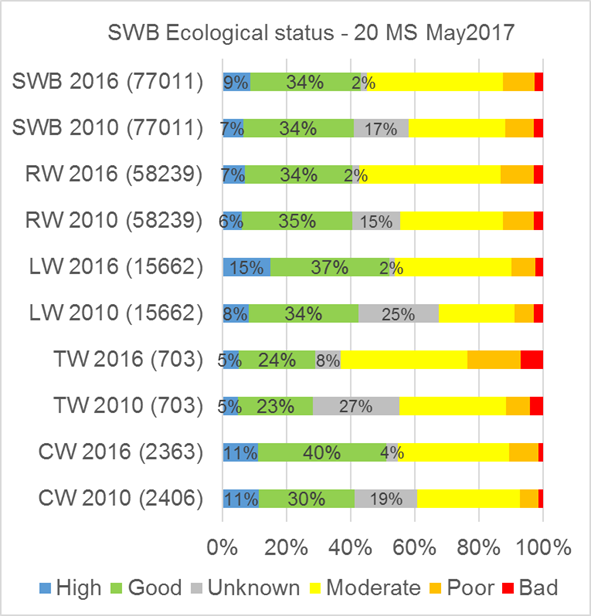 SWB Ecological status - 20 MS May2017
SWB 2016 (77011) 9% 34% 2%
SWB 2010 (77011) 7% 34% 17%
RW 2016 (58239) 7% 34% 2%
RW 2010 (58239) 6% 35% 15%
LW 2016 (15662) 15% 37% 2%
LW 2010 (15662) 8% 34% 25%
TW 2016 (703) 5% 24% 8%
TW 2010 (703) 5% 23% 27%
CW 2016 (2363) 11% 40% 4%
CW 2010 (2406) 11% 30% 19%
0% 20% 40% 60% 80% 100%
High Good Unknown Moderate Poor Bad